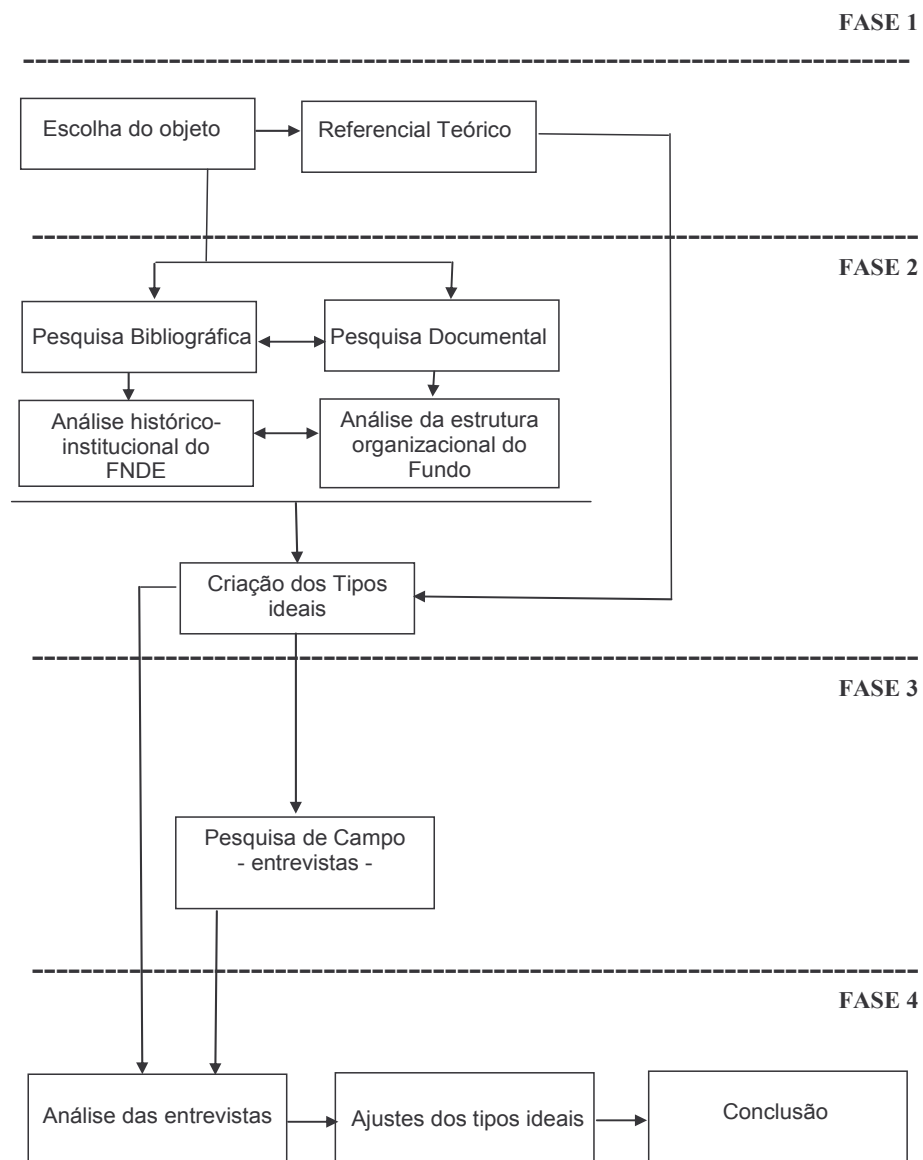 FASE 1
Escolha do objeto
Referencial Teórico
FASE 2
Pesquisa Bibliográfica
Pesquisa Documental
Análise histórico-
institucional do
FNDE
Análise da estrutura
organizacional do
Fundo
Criação dos Tipos
ideais
FASE 3
Pesquisa de Campo
- entrevistas -
FASE 4
Análise das entrevistas
Ajustes dos tipos ideais
Conclusão